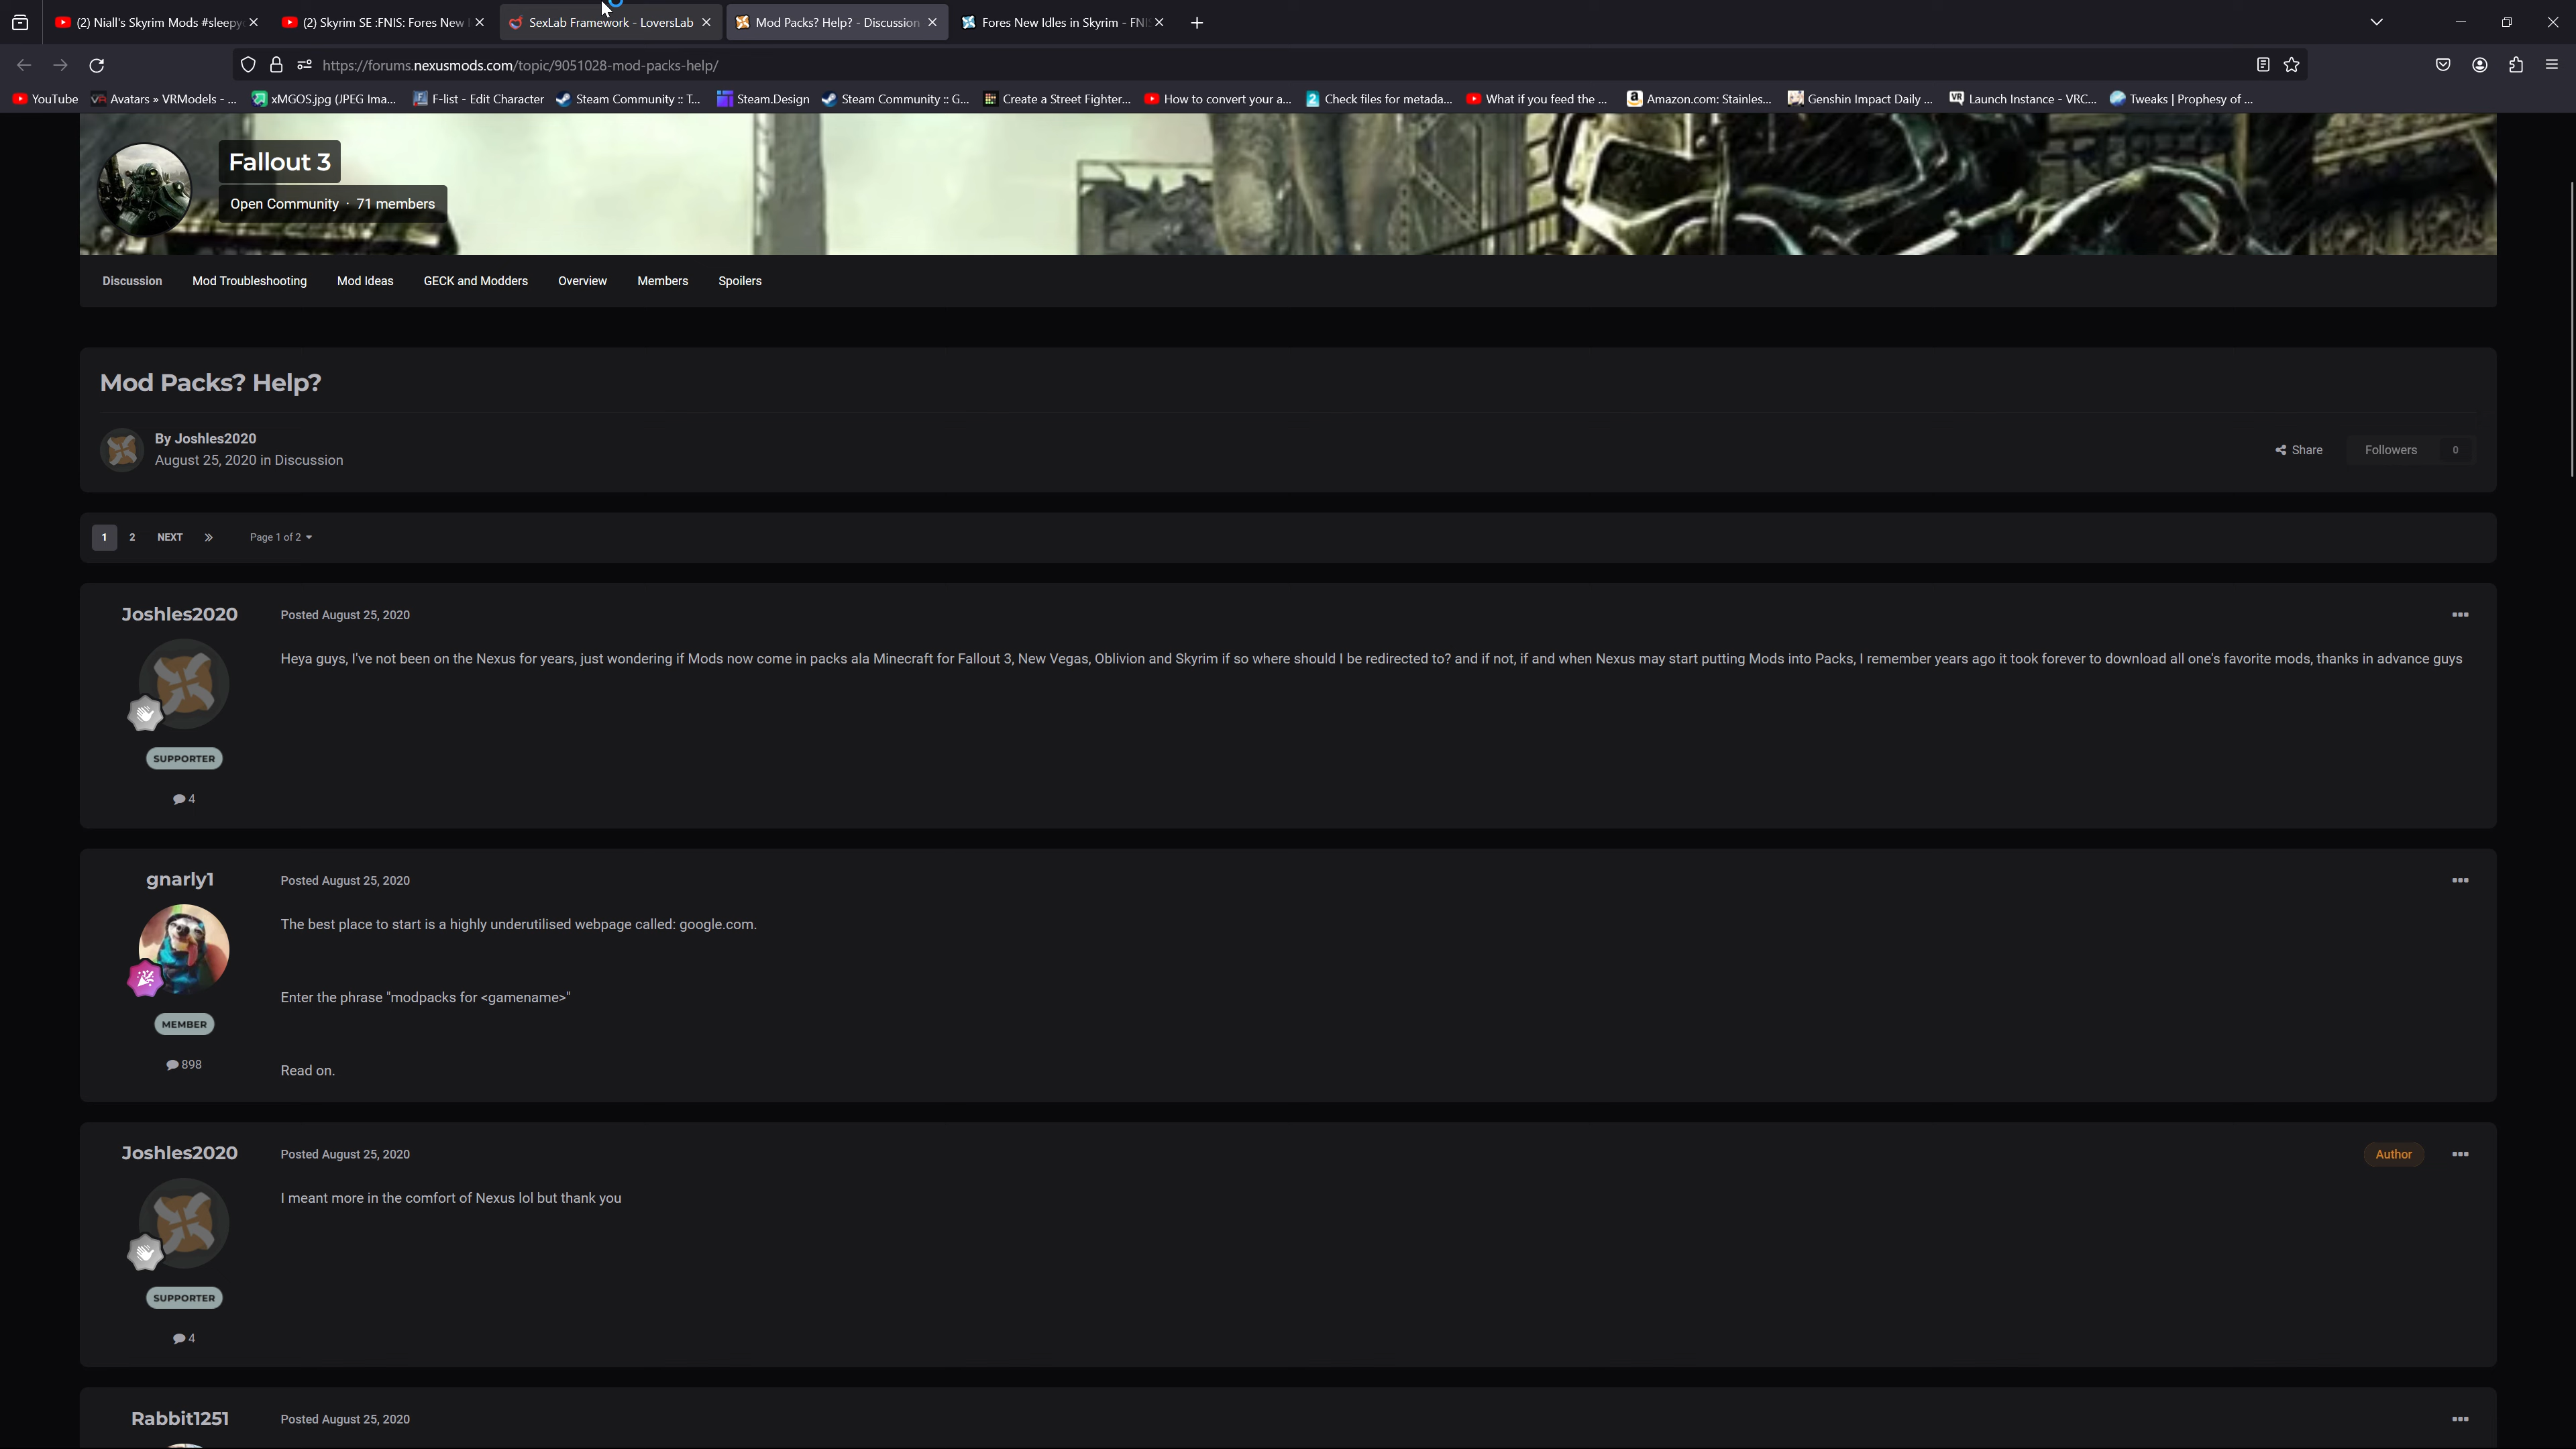 (2) Niall's Skyrim Mods #sleepy
(2) Skyrim SE :FNIS: Fores New
SexLab Framework - LoversLab
Mod Packs? Help? - Discussion
Fores New Idles in Skyrim - FNI
https://forums.nexusmods.com/topic/9051028-mod-packs-help/
YouTube
Avatars » VRModels - ...
xMGOS.jpg (JPEG Ima...
F-list - Edit Character
Steam Community :: T...
Steam.Design
Steam Community :: G...
Create a Street Fighter...
How to convert your a...
Check files for metada...
What if you feed the ...
Amazon.com: Stainles...
Genshin Impact Daily ...
Launch Instance - VRC...
Tweaks | Prophesy of ...
Fallout 3
Open Community · 71 members
Discussion
Mod Troubleshooting
Mod Ideas
GECK and Modders
Overview
Members
Spoilers
Mod Packs? Help?
By Joshles2020
August 25, 2020 in Discussion
Share
Followers 0
1 2 NEXT » Page 1 of 2
Joshles2020
Posted August 25, 2020
Heya guys, I've not been on the Nexus for years, just wondering if Mods now come in packs ala Minecraft for Fallout 3, New Vegas, Oblivion and Skyrim if so where should I be redirected to? and if not, if and when Nexus may start putting Mods into Packs, I remember years ago it took forever to download all one's favorite mods, thanks in advance guys
SUPPORTER
4
gnarly1
Posted August 25, 2020
The best place to start is a highly underutilised webpage called: google.com.
Enter the phrase "modpacks for <gamename>"
MEMBER
898
Read on.
Joshles2020
Posted August 25, 2020
Author
I meant more in the comfort of Nexus lol but thank you
SUPPORTER
4
Rabbit1251
Posted August 25, 2020